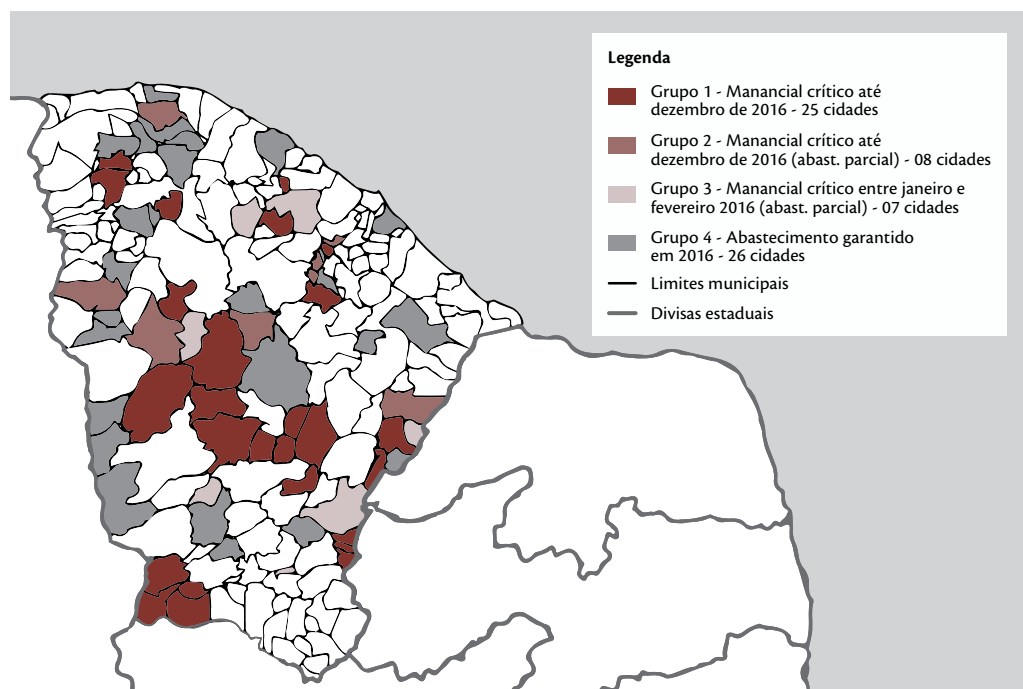 Legenda
Grupo 1 - Manancial crítico até
dezembro de 2016 - 25 cidades
Grupo 2 - Manancial crítico até
dezembro de 2016 (abast. parcial) - 08 cidades
Grupo 3 - Manancial crítico entre janeiro e
fevereiro 2016 (abast. parcial) - 07 cidades
Grupo 4 - Abastecimento garantido
em 2016 - 26 cidades
Limites municipais
Divisas estaduais